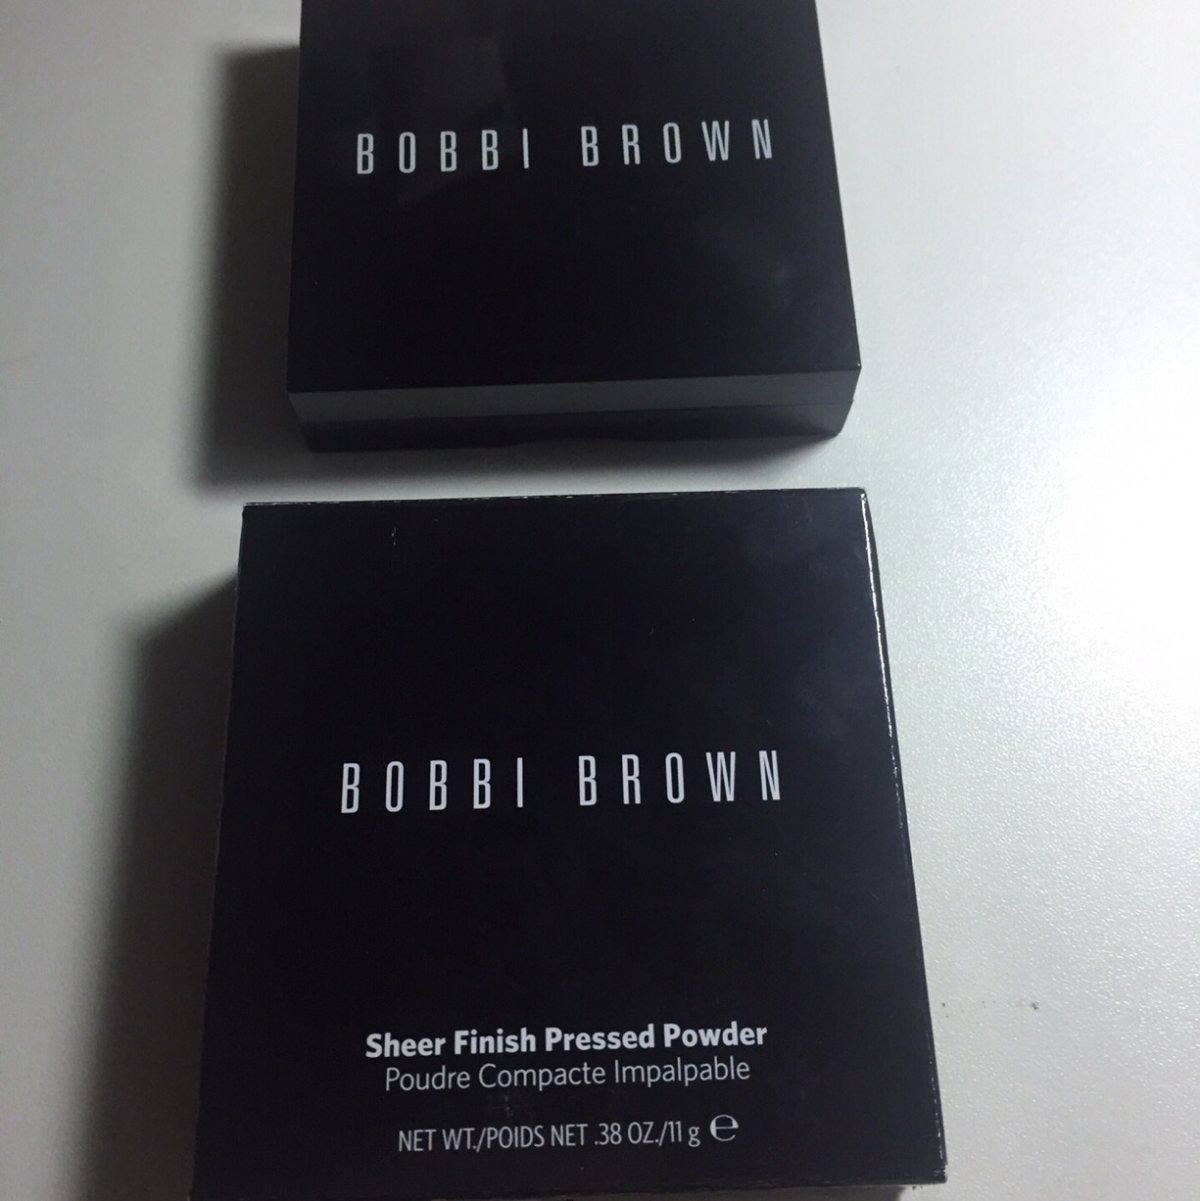 BOBBI BROWN
BOBBI BROWN
Sheer Finish Pressed Powder
Poudre Compacte Impalpable
NET WT./POIDS NET .38 OZ./11 g ℮